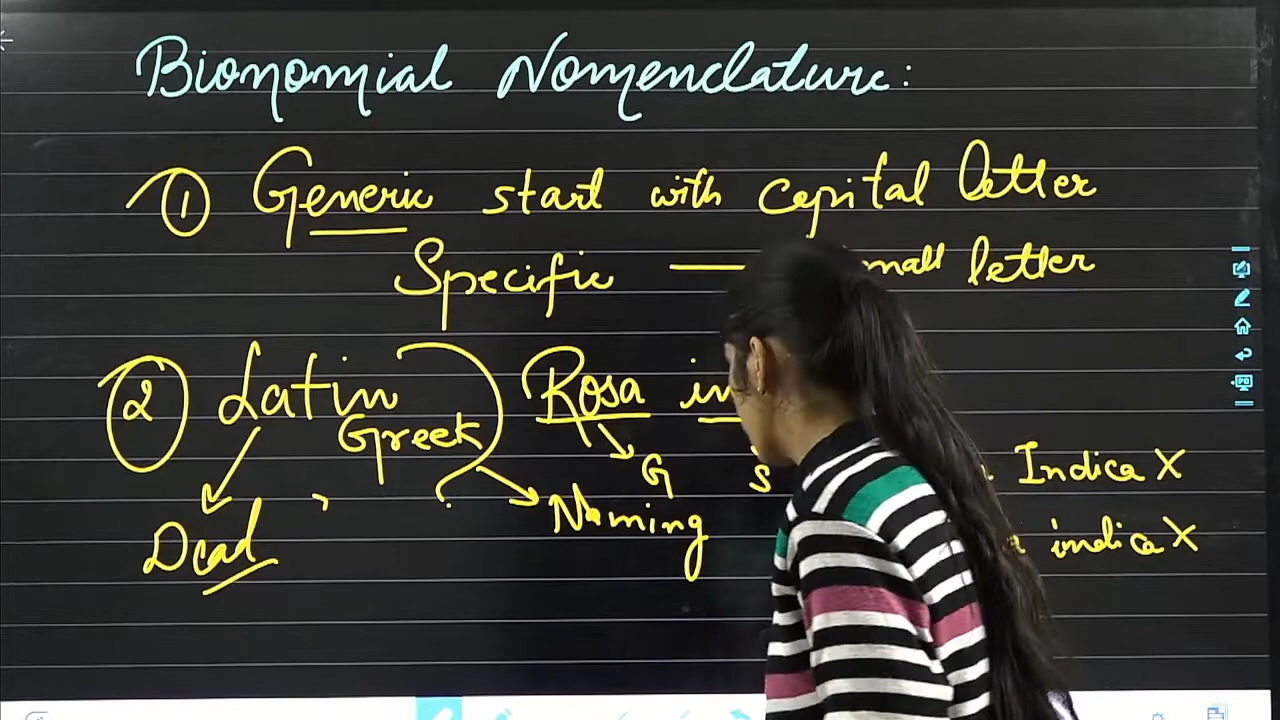 Bionomial Nomenclature:
① Generic start with capital letter
Specific — small letter
② Latin Greek Rosa in
G S Indica X
Dead Naming indica X